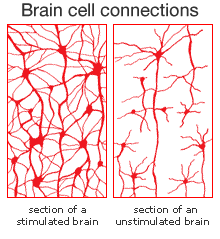 Brain cell connections
section of a
stimulated brain
section of an
unstimulated brain